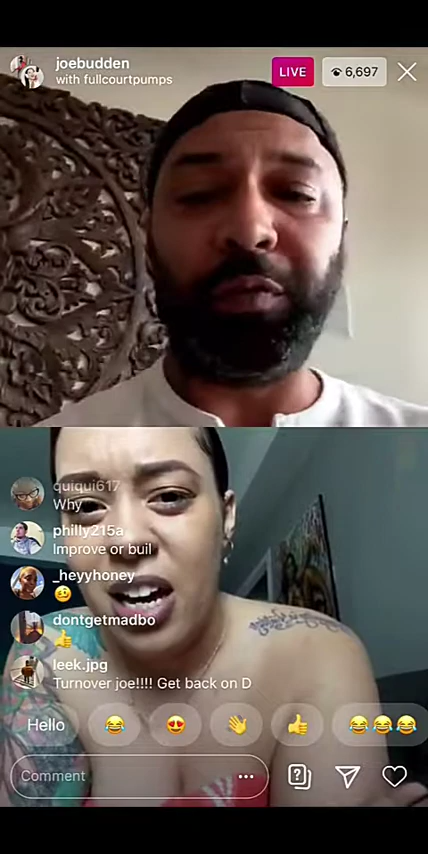 joebudden
with fullcourtpumps
LIVE
6,697
quiqui617
Why
philly215a
Improve or buil
_heyyhoney
dontgetmadbo
leek.jpg
Turnover joe!!!! Get back on D
Hello
Comment